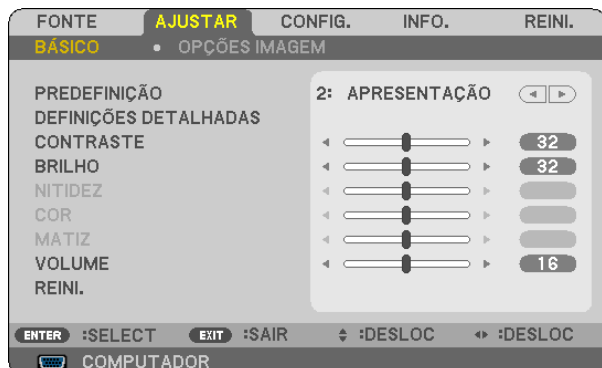 FONTE AJUSTAR CONFIG. INFO. REINI.
BÁSICO • OPÇÕES IMAGEM
PREDEFINIÇÃO 2: APRESENTAÇÃO
DEFINIÇÕES DETALHADAS
CONTRASTE 32
BRILHO 32
NITIDEZ
COR
MATIZ
VOLUME 16
REINI.
ENTER :SELECT EXIT :SAIR :DESLOC :DESLOC
COMPUTADOR